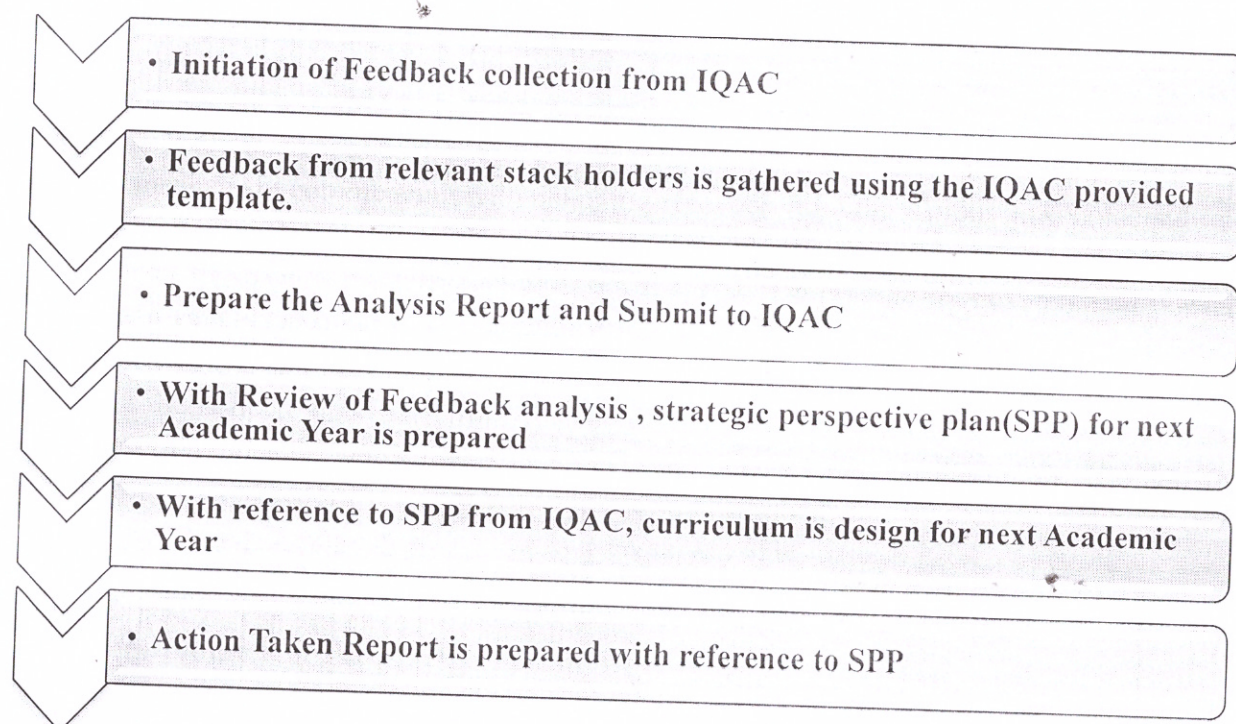 • Initiation of Feedback collection from IQAC
• Feedback from relevant stack holders is gathered using the IQAC provided
template.
• Prepare the Analysis Report and Submit to IQAC
• With Review of Feedback analysis , strategic perspective plan(SPP) for next
Academic Year is prepared
• With reference to SPP from IQAC, curriculum is design for next Academic
Year
• Action Taken Report is prepared with reference to SPP